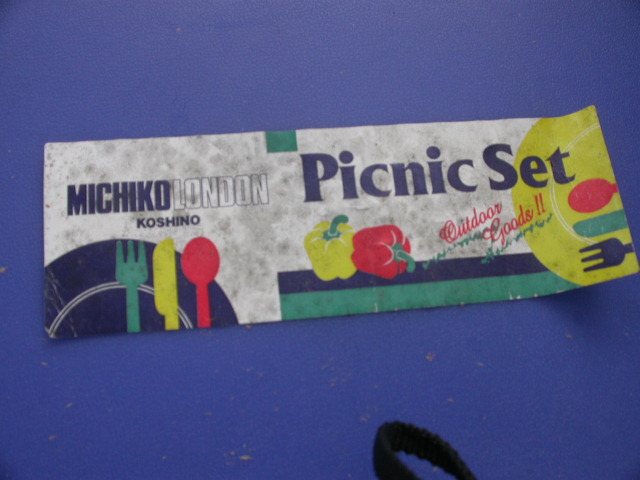 MICHIKO LONDON
KOSHINO
Picnic Set
Outdoor
Goods!!